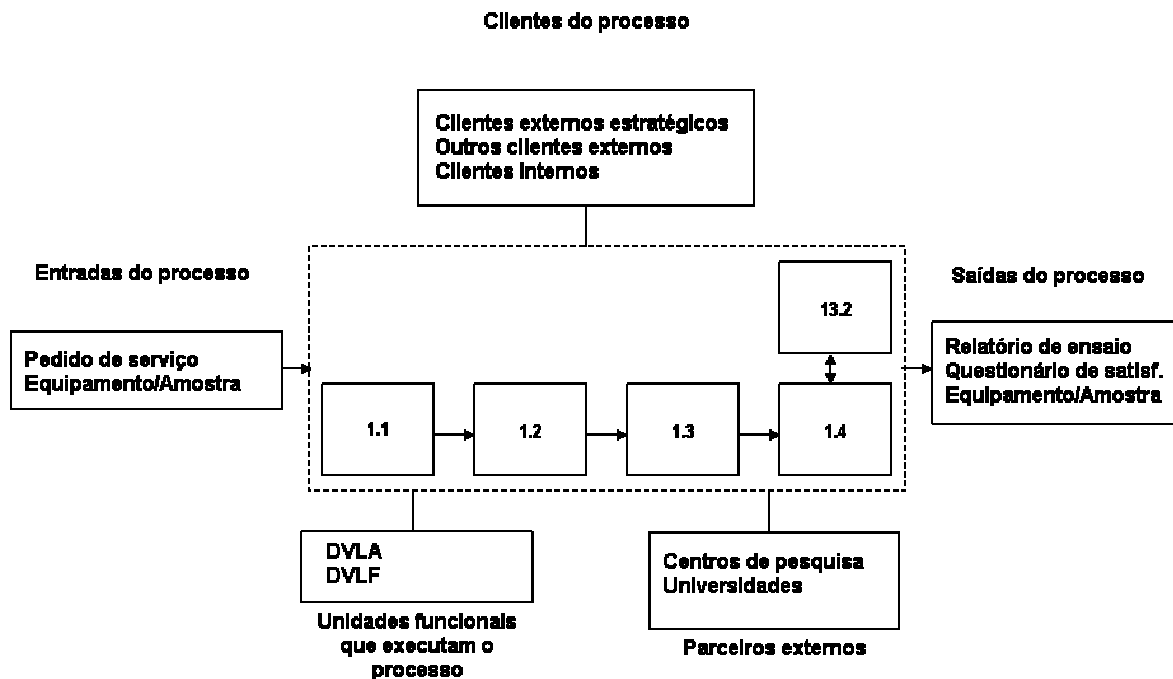 Clientes do processo
Clientes externos estratégicos
Outros clientes externos
Clientes internos
Entradas do processo
Pedido de serviço
Equipamento/Amostra
13.2
1.1
1.2
1.3
1.4
Saídas do processo
Relatório de ensaio
Questionário de satisf.
Equipamento/Amostra
DVLA
DVLF
Unidades funcionais
que executam o
processo
Centros de pesquisa
Universidades
Parceiros externos